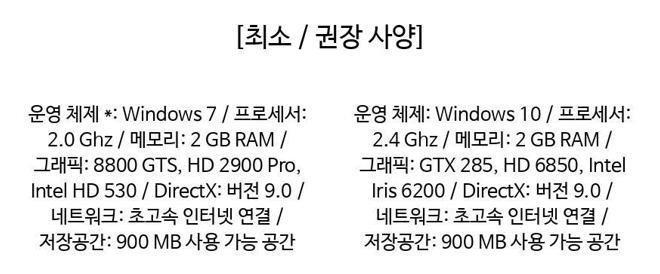 [최소 / 권장 사양]
운영 체제 *: Windows 7 / 프로세서:
2.0 Ghz / 메모리: 2 GB RAM /
그래픽: 8800 GTS, HD 2900 Pro,
Intel HD 530 / DirectX: 버전 9.0 /
네트워크: 초고속 인터넷 연결 /
저장공간: 900 MB 사용 가능 공간
운영 체제: Windows 10 / 프로세서:
2.4 Ghz / 메모리: 2 GB RAM /
그래픽: GTX 285, HD 6850, Intel
Iris 6200 / DirectX: 버전 9.0 /
네트워크: 초고속 인터넷 연결 /
저장공간: 900 MB 사용 가능 공간